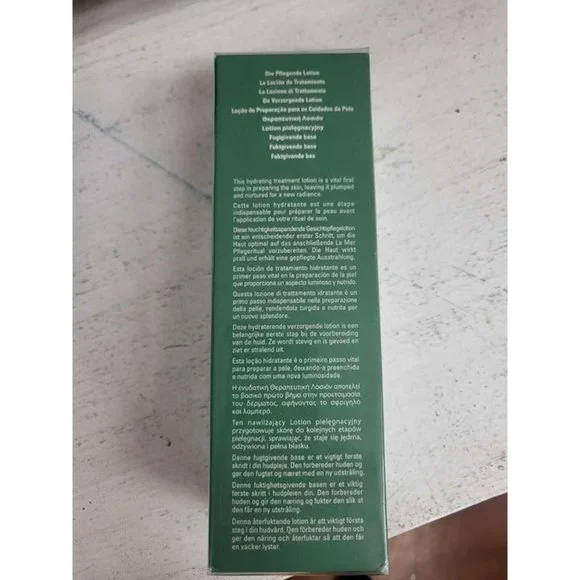 Die Pflegende Lotion
La Loción de Tratamiento
La Lozione di Trattamento
De Verzorgende Lotion
Loção de Preparação para os Cuidados da Pele
Θεραπευτική Λοσιόν
Lotion pielęgnacyjny
Fugtgivende base
Fuktgivende base
Fuktgivande bas
This hydrating treatment lotion is a vital first
step in preparing the skin, leaving it plumped
and nurtured for a new radiance.
Cette lotion hydratante est une étape
indispensable pour préparer la peau avant
l'application de votre rituel de soin.
Diese feuchtigkeitsspendende Gesichtspflegelotion
ist ein entscheidender erster Schritt, um die
Haut optimal auf das anschließende La Mer
Pflegeritual vorzubereiten. Die Haut wirkt
prall und erhält eine gepflegte Ausstrahlung.
Esta loción de tratamiento hidratante es un
primer paso vital en la preparación de la piel
que proporciona un aspecto luminoso y nutrido.
Questa lozione di trattamento idratante è un
primo passo indispensabile nella preparazione
della pelle, rendendola turgida e nutrita per
un nuovo splendore.
Deze hydraterende verzorgende lotion is een
belangrijke eerste stap bij de voorbereiding
van de huid. Ze wordt stevig en is gevoed en
ziet er stralend uit.
Esta loção hidratante é o primeiro passo vital
para preparar a pele, deixando-a preenchida
e nutrida com uma nova luminosidade.
Η ενυδατική Θεραπευτική Λοσιόν αποτελεί
το βασικό πρώτο βήμα στην προετοιμασία
του δέρματος, αφήνοντας το σφριγηλό
και λαμπερό.
Ten nawilżający Lotion pielęgnacyjny
przygotowuje skórę do kolejnych etapów
pielęgnacji, sprawiając, że staje się jędrna,
odżywiona i pełna blasku.
Denne fugtgivende base er et vigtigt første
skridt i din hudpleje. Den forbereder huden og
gør den fugtet og næret med en ny udstråling.
Denne fuktighetsgivende basen er et viktig
første skritt i hudpleien din. Den forbereder
huden og gir den næring og fukter den slik at
den får en ny utstråling.
Denna återfuktande lotion är ett viktigt första
steg i din hudvård. Den förbereder huden och
ger den näring och återfuktar så att den får
en vacker lyster.